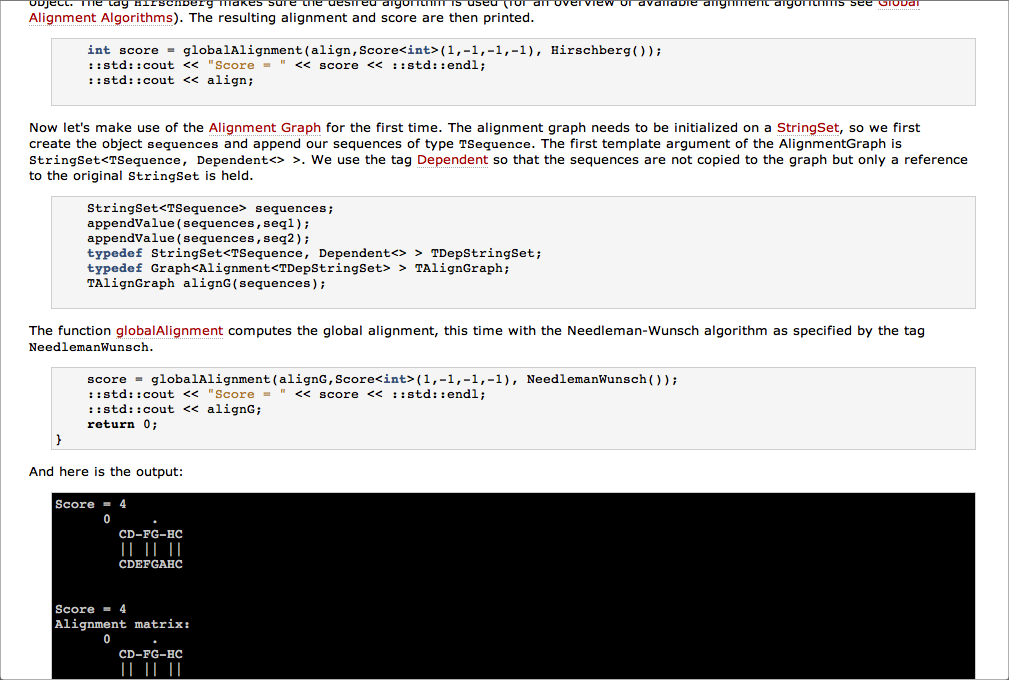 object. The tag Hirschberg makes sure the desired algorithm is used (for an overview of available alignment algorithms see Global
Alignment Algorithms). The resulting alignment and score are then printed.
int score = globalAlignment(align,Score<int>(1,-1,-1,-1), Hirschberg());
::std::cout << "Score = " << score << ::std::endl;
::std::cout << align;
Now let's make use of the Alignment Graph for the first time. The alignment graph needs to be initialized on a StringSet, so we first
create the object sequences and append our sequences of type TSequence. The first template argument of the AlignmentGraph is
StringSet<TSequence, Dependent<> >. We use the tag Dependent so that the sequences are not copied to the graph but only a reference
to the original StringSet is held.
StringSet<TSequence> sequences;
appendValue(sequences,seq1);
appendValue(sequences,seq2);
typedef StringSet<TSequence, Dependent<> > TDepStringSet;
typedef Graph<Alignment<TDepStringSet> > TAlignGraph;
TAlignGraph alignG(sequences);
The function globalAlignment computes the global alignment, this time with the Needleman-Wunsch algorithm as specified by the tag
NeedlemanWunsch.
score = globalAlignment(alignG,Score<int>(1,-1,-1,-1), NeedlemanWunsch());
::std::cout << "Score = " << score << ::std::endl;
::std::cout << alignG;
return 0;
}
And here is the output:
Score = 4
0     .
CD-FG-HC
|| || ||
CDEFGAHC
Score = 4
Alignment matrix:
0     .
CD-FG-HC
|| || ||